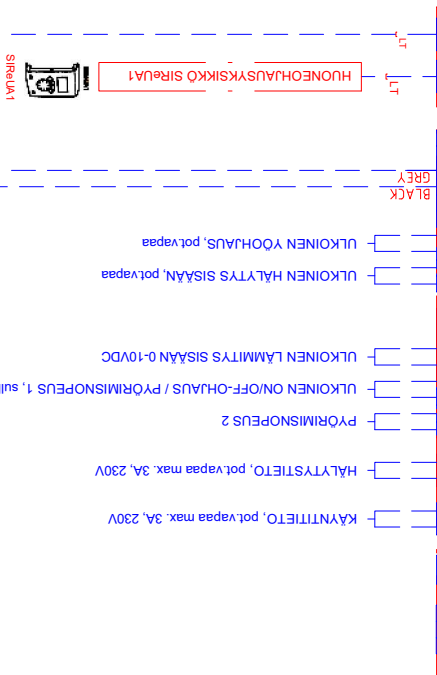 KÄYNTITIETO, pot.vapaa max. 3A, 230V
HÄLYTYSTIETO, pot.vapaa max. 3A, 230V
PYÖRIMISNOPEUS 2
ULKOINEN ON/OFF-OHJAUS / PYÖRIMISNOPEUS 1,
ULKOINEN LÄMMITYS SISÄÄN 0-10VDC
ULKOINEN HÄLYTYS SISÄÄN, pot.vapaa
ULKOINEN YÖOHJAUS, pot.vapaa
BLACK
GREY
LT
HUONEOHJAUSYKSIKKÖ SIReUA1
SIReUA1
LT